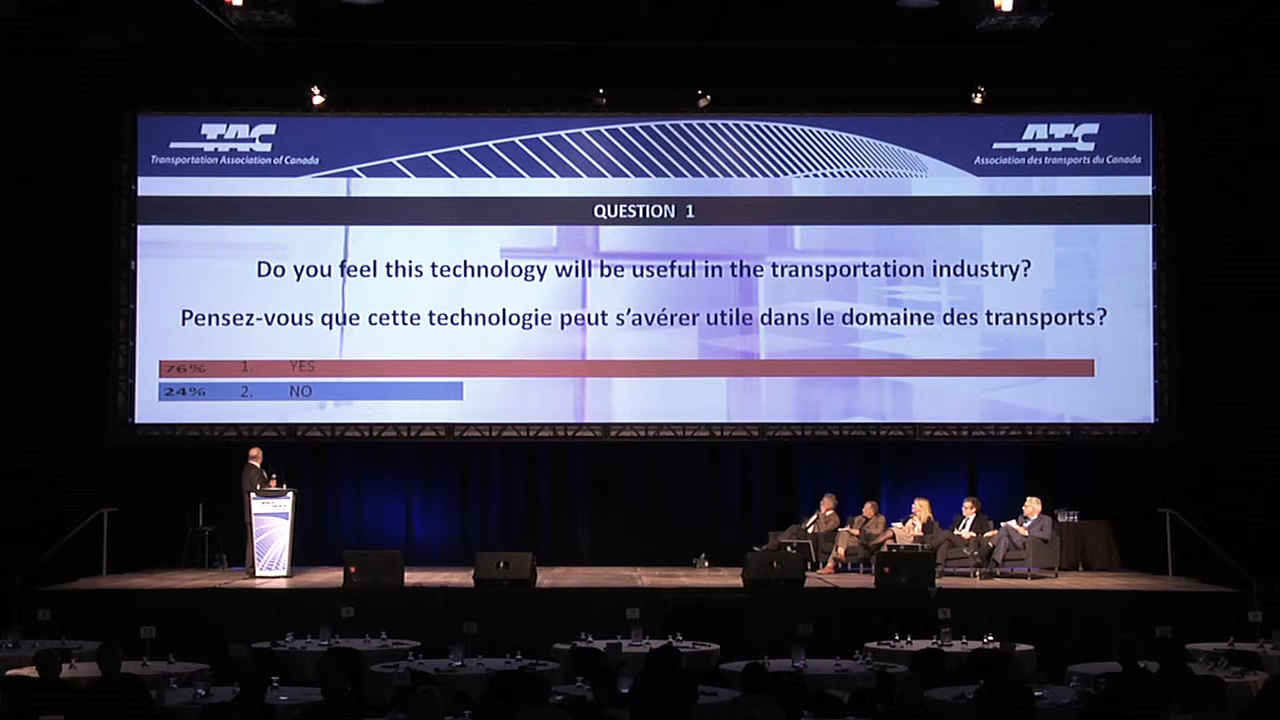 TAC
Transportation Association of Canada
ATC
Association des transports du Canada
QUESTION 1
Do you feel this technology will be useful in the transportation industry?
Pensez-vous que cette technologie peut s'avérer utile dans le domaine des transports?
76% 1. YES
24% 2. NO